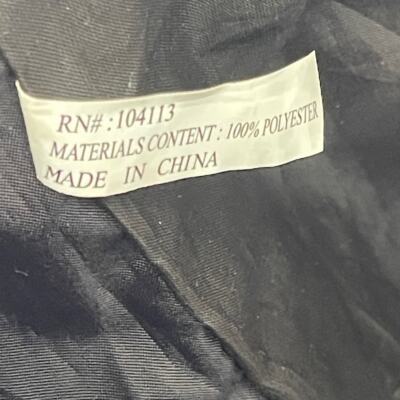 RN#:104113
MATERIALS CONTENT : 100% POLYESTER
MADE IN CHINA